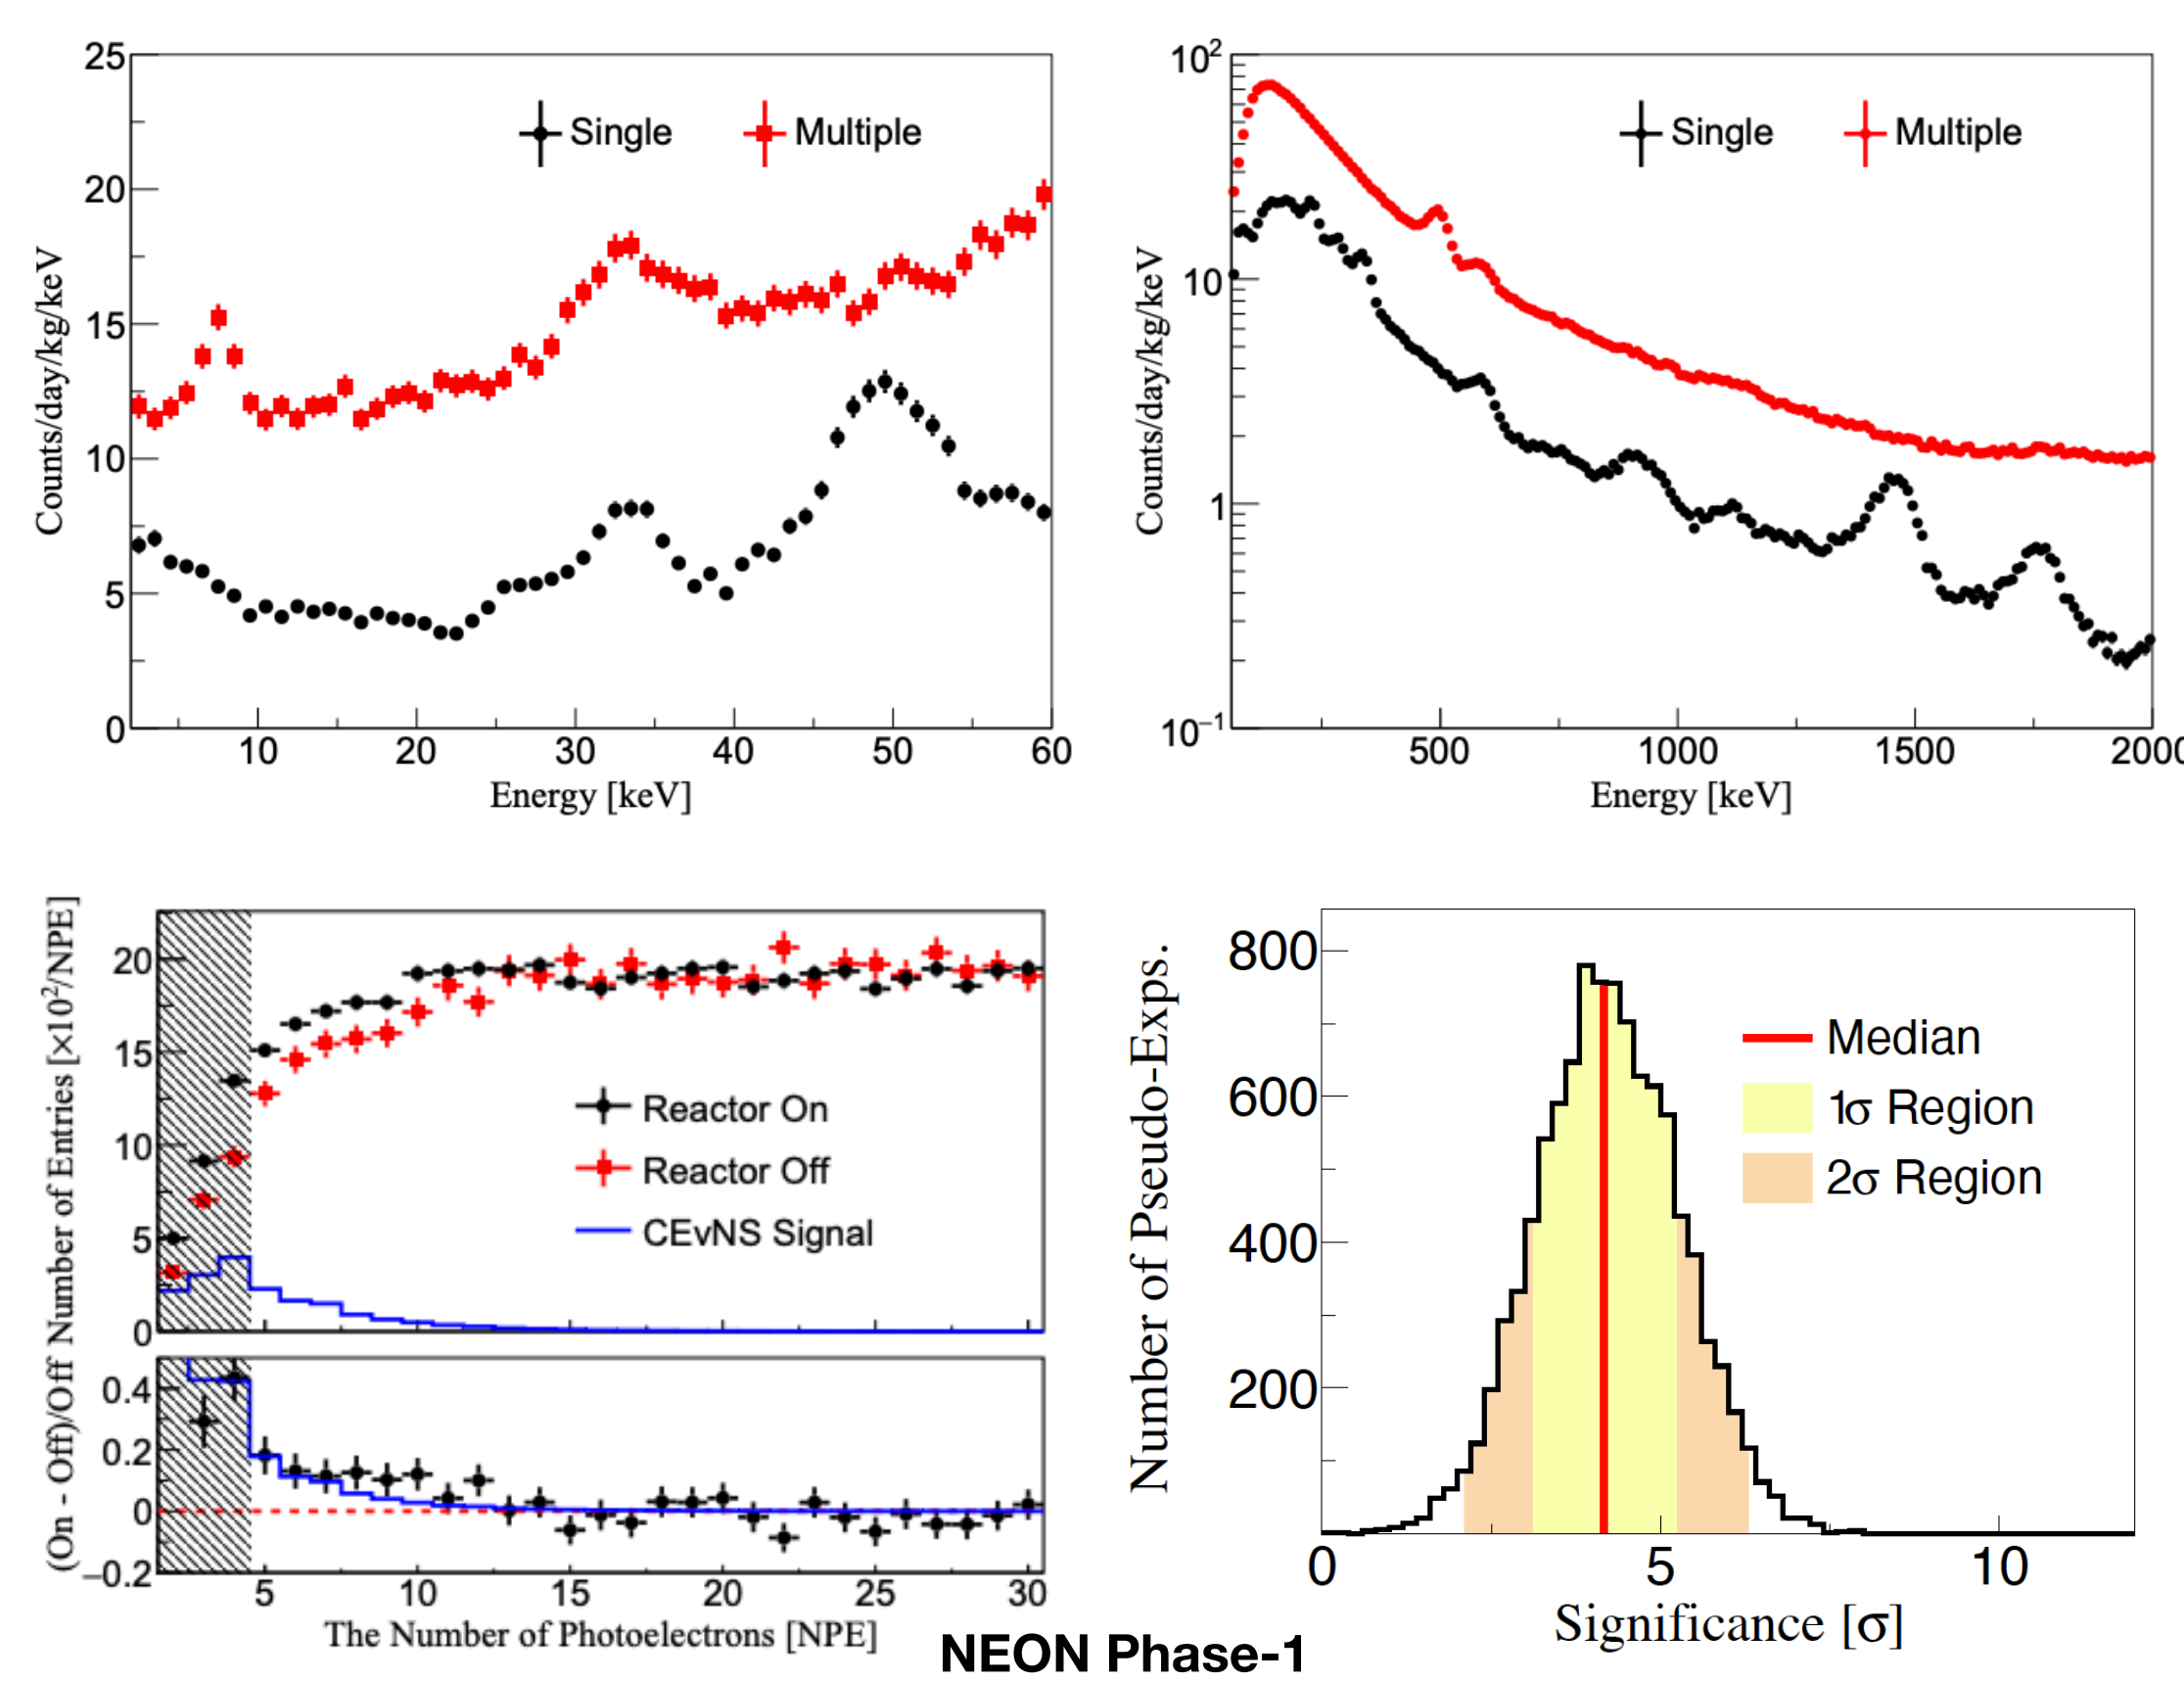 25
20
15
10
5
0
Counts/day/kg/keV
Single
Multiple
10
20
30
40
50
60
Energy [keV]
10²
10
1
10⁻¹
Counts/day/kg/keV
Single
Multiple
500
1000
1500
2000
Energy [keV]
20
15
10
5
0
Number of Entries [×10²/NPE]
Reactor On
Reactor Off
CEvNS Signal
0.4
0.2
0
−0.2
(On - Off)/Off
5
10
15
20
25
30
The Number of Photoelectrons [NPE]
800
600
400
200
Number of Pseudo-Exps.
Median
1σ Region
2σ Region
0
5
10
Significance [σ]
NEON Phase-1